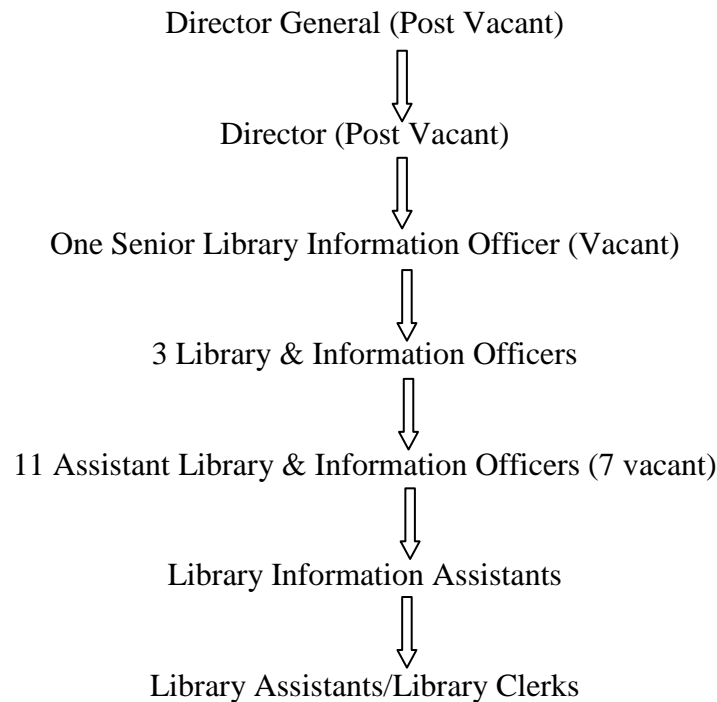 Director General (Post Vacant)
Director (Post Vacant)
One Senior Library Information Officer (Vacant)
3 Library & Information Officers
11 Assistant Library & Information Officers (7 vacant)
Library Information Assistants
Library Assistants/Library Clerks